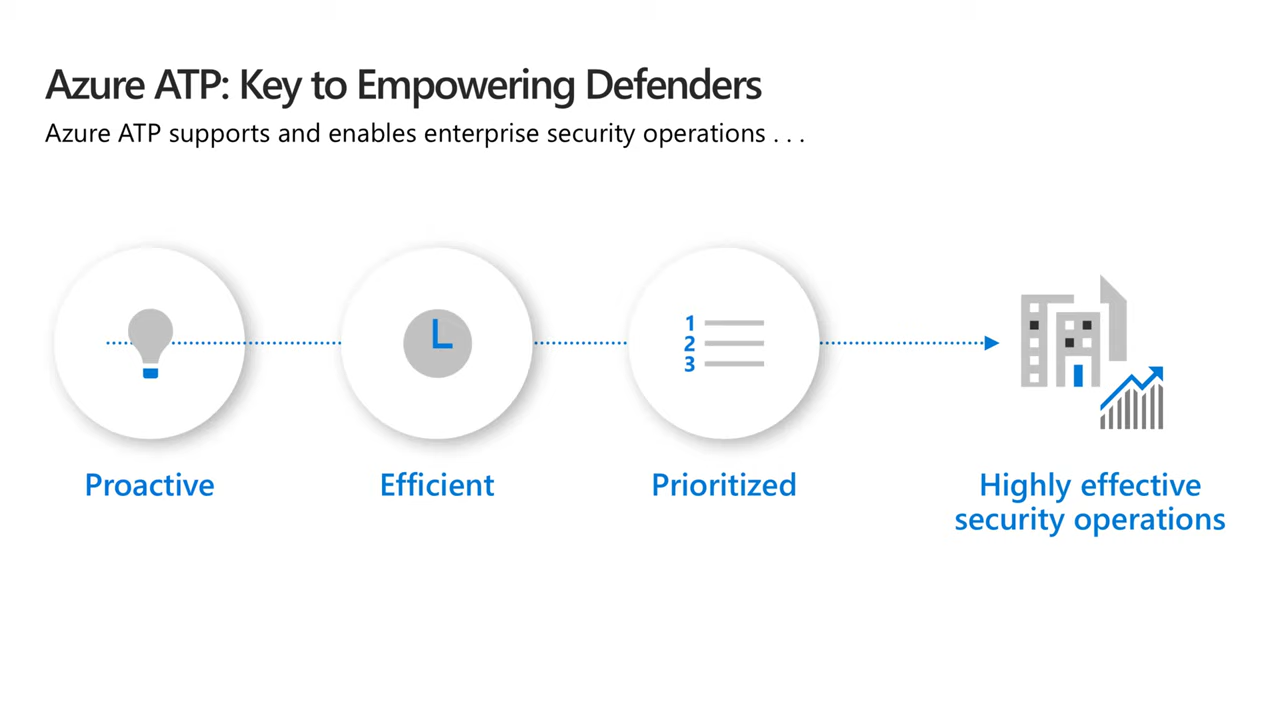 Azure ATP: Key to Empowering Defenders
Azure ATP supports and enables enterprise security operations . . .
1
2
3
Proactive
Efficient
Prioritized
Highly effective
security operations